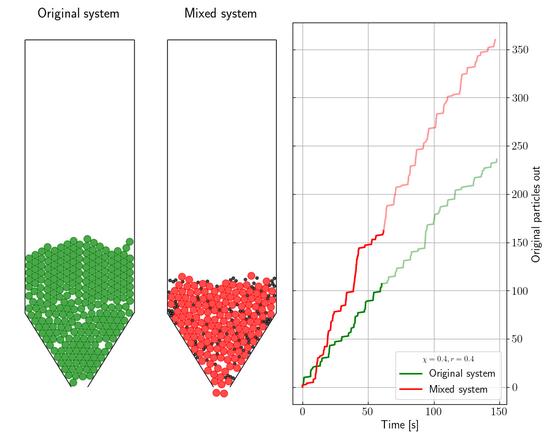 Original system
Mixed system
350
300
250
200
150
100
50
0
Original particles out
χ = 0.4, r = 0.4
Original system
Mixed system
0
50
100
150
Time [s]